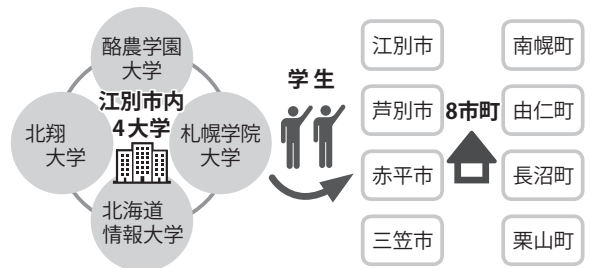 酪農学園
大学
江別市内
4大学
北翔
大学
札幌学院
大学
北海道
情報大学
学生
江別市
芦別市
赤平市
三笠市
8市町
南幌町
由仁町
長沼町
栗山町